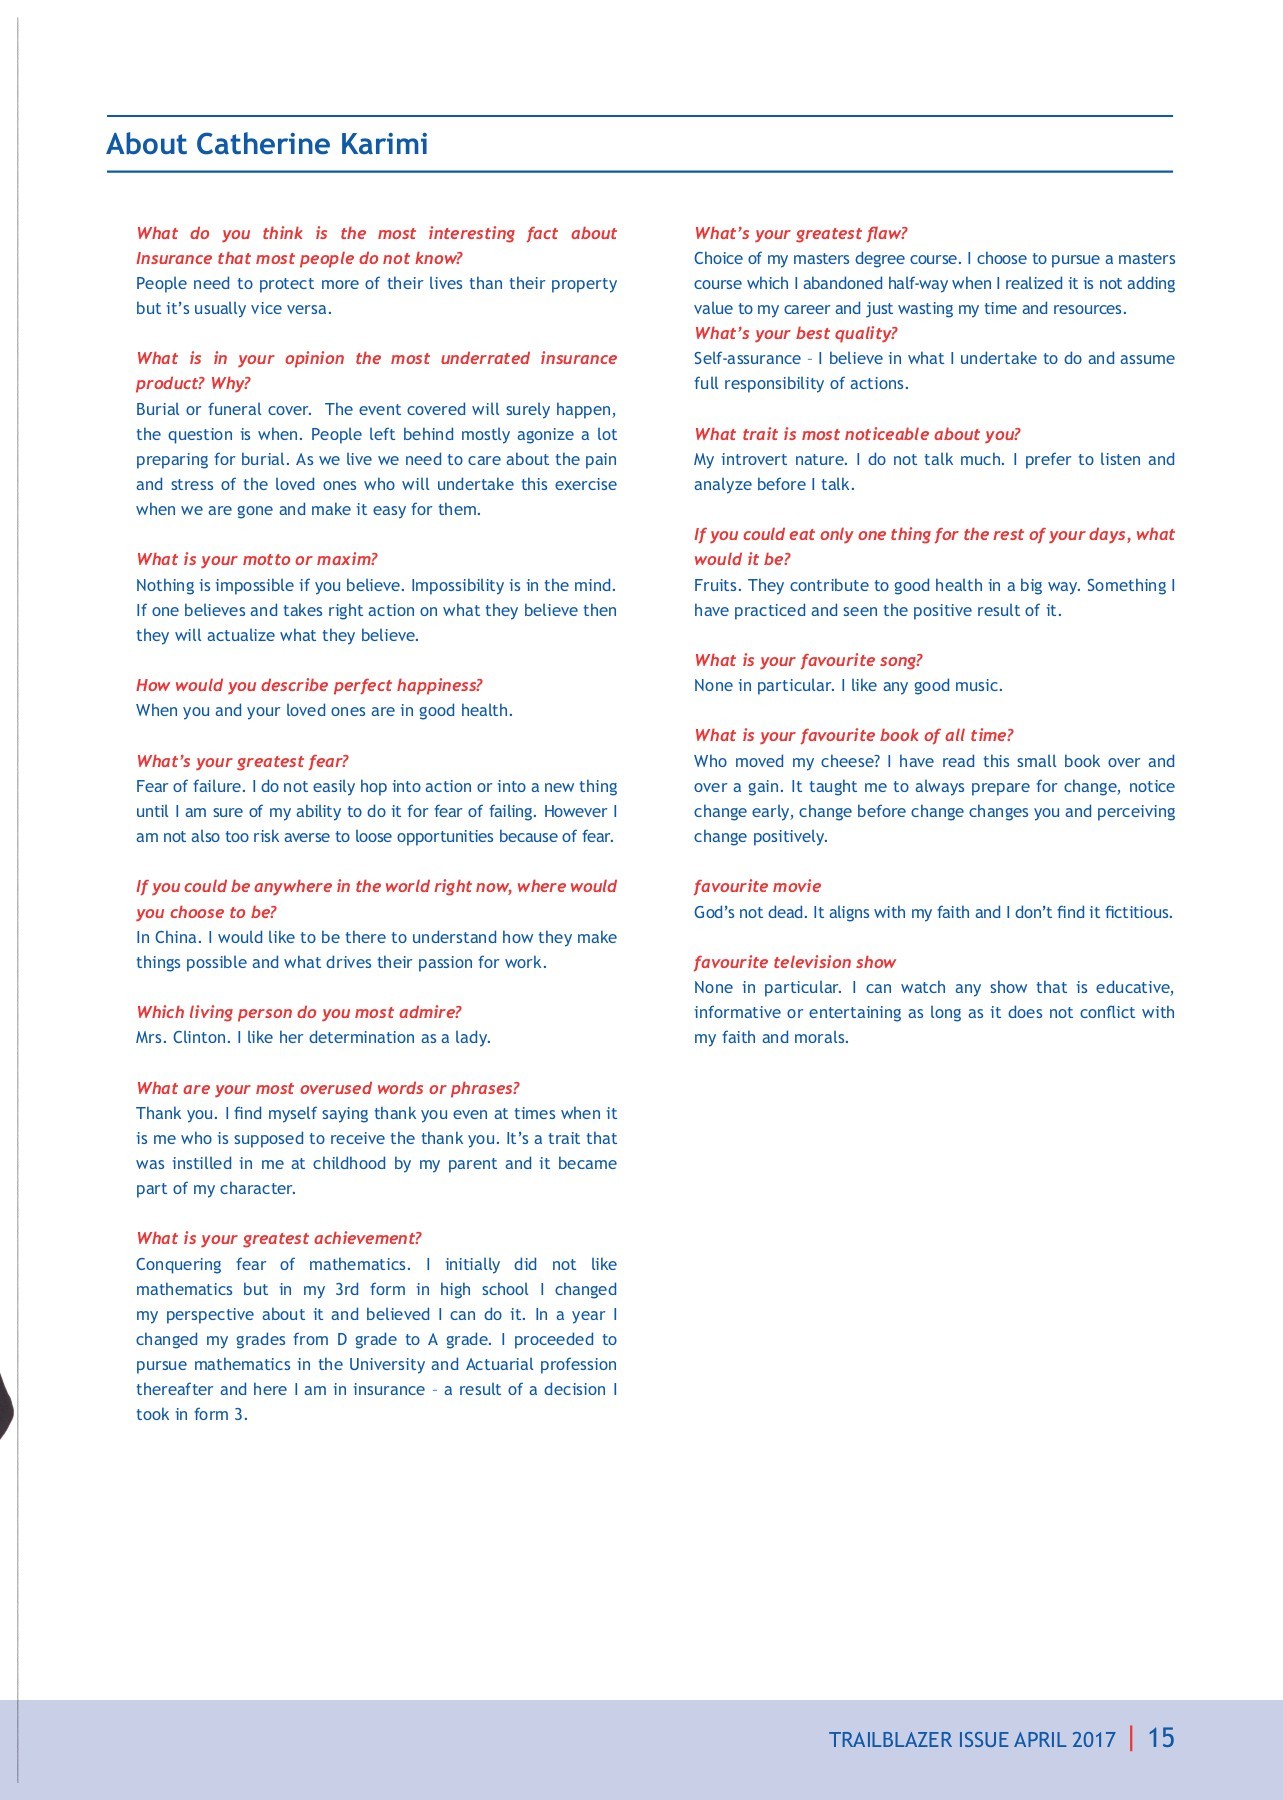 About Catherine Karimi
What do you think is the most interesting fact about
Insurance that most people do not know?
People need to protect more of their lives than their property
but it’s usually vice versa.
What is in your opinion the most underrated insurance
product? Why?
Burial or funeral cover.  The event covered will surely happen,
the question is when. People left behind mostly agonize a lot
preparing for burial. As we live we need to care about the pain
and stress of the loved ones who will undertake this exercise
when we are gone and make it easy for them.
What is your motto or maxim?
Nothing is impossible if you believe. Impossibility is in the mind.
If one believes and takes right action on what they believe then
they will actualize what they believe.
How would you describe perfect happiness?
When you and your loved ones are in good health.
What’s your greatest fear?
Fear of failure. I do not easily hop into action or into a new thing
until I am sure of my ability to do it for fear of failing. However I
am not also too risk averse to loose opportunities because of fear.
If you could be anywhere in the world right now, where would
you choose to be?
In China. I would like to be there to understand how they make
things possible and what drives their passion for work.
Which living person do you most admire?
Mrs. Clinton. I like her determination as a lady.
What are your most overused words or phrases?
Thank you. I find myself saying thank you even at times when it
is me who is supposed to receive the thank you. It’s a trait that
was instilled in me at childhood by my parent and it became
part of my character.
What is your greatest achievement?
Conquering fear of mathematics. I initially did not like
mathematics but in my 3rd form in high school I changed
my perspective about it and believed I can do it. In a year I
changed my grades from D grade to A grade. I proceeded to
pursue mathematics in the University and Actuarial profession
thereafter and here I am in insurance – a result of a decision I
took in form 3.
What’s your greatest flaw?
Choice of my masters degree course. I choose to pursue a masters
course which I abandoned half-way when I realized it is not adding
value to my career and just wasting my time and resources.
What’s your best quality?
Self-assurance – I believe in what I undertake to do and assume
full responsibility of actions.
What trait is most noticeable about you?
My introvert nature. I do not talk much. I prefer to listen and
analyze before I talk.
If you could eat only one thing for the rest of your days, what
would it be?
Fruits. They contribute to good health in a big way. Something I
have practiced and seen the positive result of it.
What is your favourite song?
None in particular. I like any good music.
What is your favourite book of all time?
Who moved my cheese? I have read this small book over and
over a gain. It taught me to always prepare for change, notice
change early, change before change changes you and perceiving
change positively.
favourite movie
God’s not dead. It aligns with my faith and I don’t find it fictitious.
favourite television show
None in particular. I can watch any show that is educative,
informative or entertaining as long as it does not conflict with
my faith and morals.
TRAILBLAZER ISSUE APRIL 2017 | 15